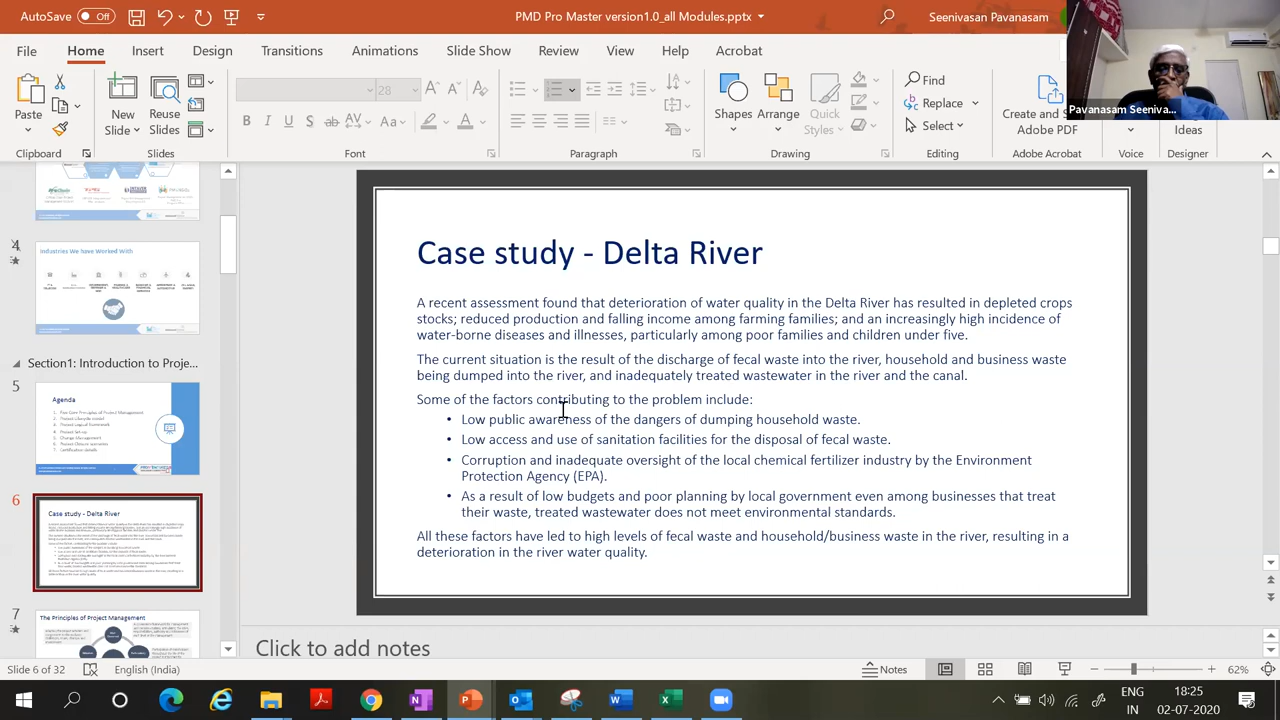 AutoSave Off
PMD Pro Master version1.0_all Modules.pptx
Seenivasan Pavanasam
File Home Insert Design Transitions Animations Slide Show Review View Help Acrobat
Pavanasam Seeniva...
Paste
New Slide
Reuse Slides
28
Shapes
Arrange
Quick Styles
Find
Replace
Select
Create and S
Adobe PDF
Ideas
Clipboard Slides Font Paragraph Drawing Editing Adobe Acrobat Voice Designer
4
Industries We have Worked With
Section1: Introduction to Proje...
5
Agenda
6
Case study - Delta River
7
The Principles of Project Management
Case study - Delta River
A recent assessment found that deterioration of water quality in the Delta River has resulted in depleted crops
stocks; reduced production and falling income among farming families; and an increasingly high incidence of
water-borne diseases and illnesses, particularly among poor families and children under five.
The current situation is the result of the discharge of fecal waste into the river, household and business waste
being dumped into the river, and inadequately treated wastewater in the river and the canal.
Some of the factors contributing to the problem include:
• Low public awareness of the danger of dumping household waste.
• Low access and use of sanitation facilities for the disposal of fecal waste.
• Corruption and inadequate oversight of the local chemical fertilizer industry by the Environment
Protection Agency (EPA).
• As a result of low budgets and poor planning by local government even among businesses that treat
their waste, treated wastewater does not meet environmental standards.
All these factors have led to high levels of fecal waste and household/business waste in the river, resulting in a
deterioration of the river water quality.
Click to add notes
Slide 6 of 32
English (India)
Notes
62%
ENG
IN
18:25
02-07-2020